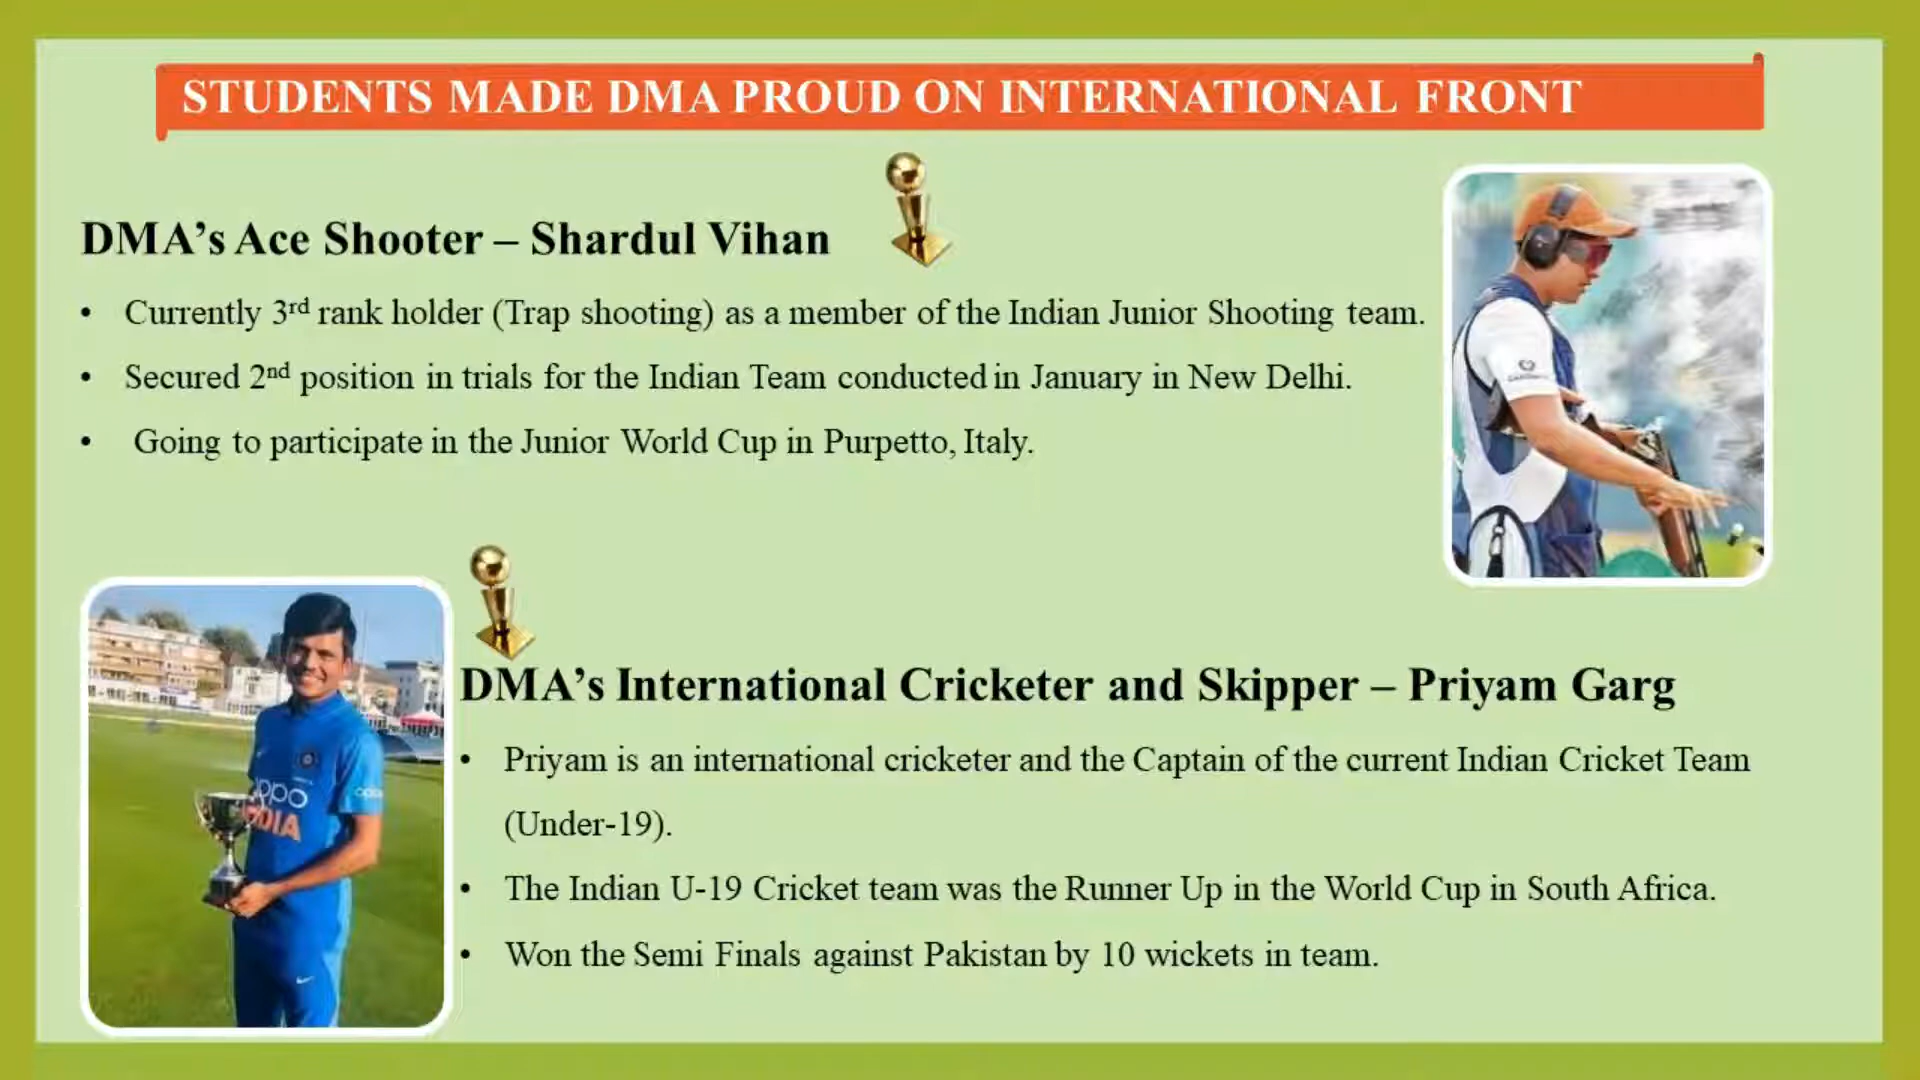 STUDENTS MADE DMA PROUD ON INTERNATIONAL FRONT
DMA’s Ace Shooter – Shardul Vihan
• Currently 3rd rank holder (Trap shooting) as a member of the Indian Junior Shooting team.
• Secured 2nd position in trials for the Indian Team conducted in January in New Delhi.
• Going to participate in the Junior World Cup in Purpetto, Italy.
DMA’s International Cricketer and Skipper – Priyam Garg
• Priyam is an international cricketer and the Captain of the current Indian Cricket Team
(Under-19).
• The Indian U-19 Cricket team was the Runner Up in the World Cup in South Africa.
• Won the Semi Finals against Pakistan by 10 wickets in team.
oppo